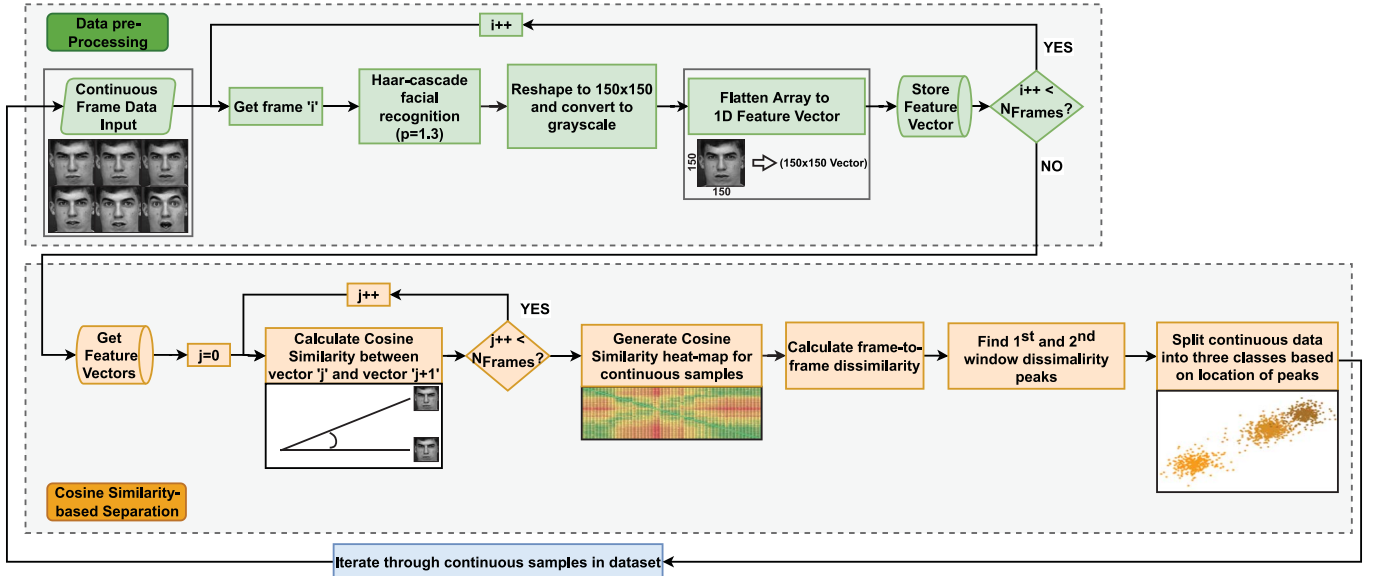 Data pre-
Processing
i++
YES
Continuous
Frame Data
Input
Get frame 'i'
Haar-cascade
facial
recognition
(p=1.3)
Reshape to 150x150
and convert to
grayscale
Flatten Array to
1D Feature Vector
150
(150x150 Vector)
150
Store
Feature
Vector
i++ <
NFrames?
NO
j++
YES
Get
Feature
Vectors
j=0
Calculate Cosine
Similarity between
vector 'j' and vector 'j+1'
j++ <
NFrames?
Generate Cosine
Similarity heat-map for
continuous samples
Calculate frame-to-
frame dissimilarity
Find 1st and 2nd
window dissmalirity
peaks
Split continuous data
into three classes based
on location of peaks
Cosine Similarity-
based Separation
Iterate through continuous samples in dataset